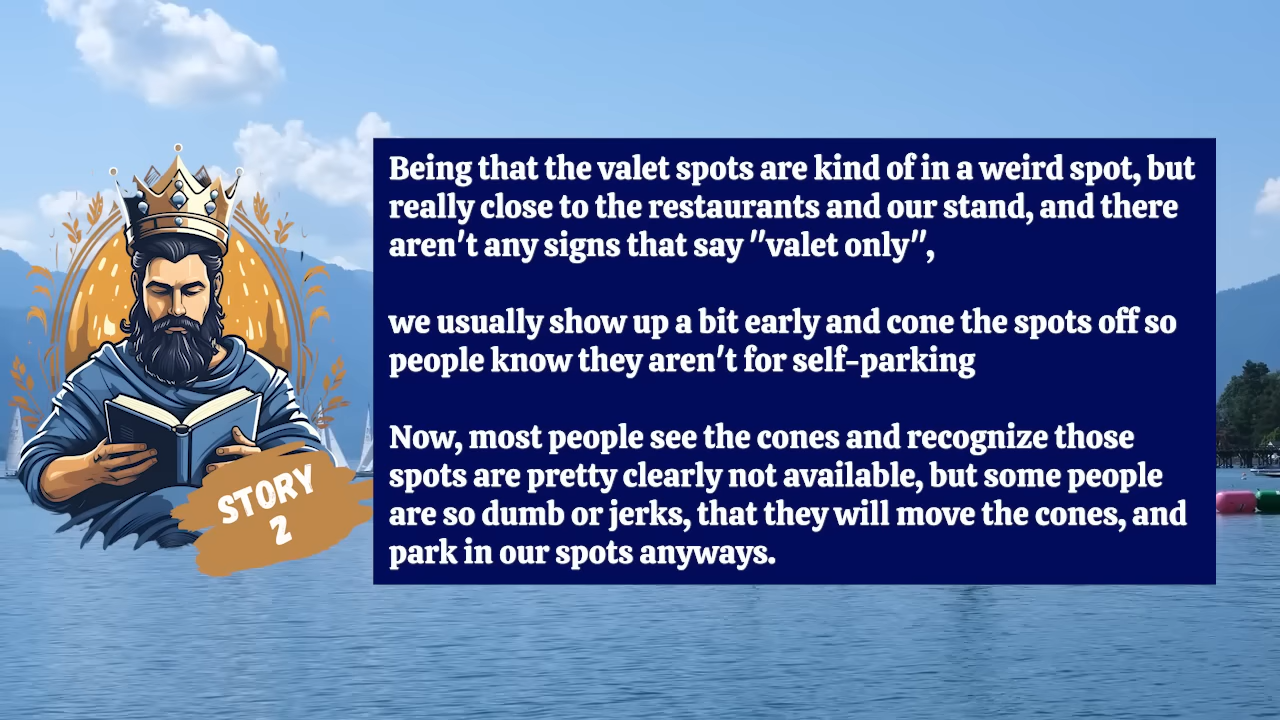 Being that the valet spots are kind of in a weird spot, but
really close to the restaurants and our stand, and there
aren't any signs that say "valet only",
we usually show up a bit early and cone the spots off so
people know they aren't for self-parking
Now, most people see the cones and recognize those
spots are pretty clearly not available, but some people
are so dumb or jerks, that they will move the cones, and
park in our spots anyways.
STORY
2